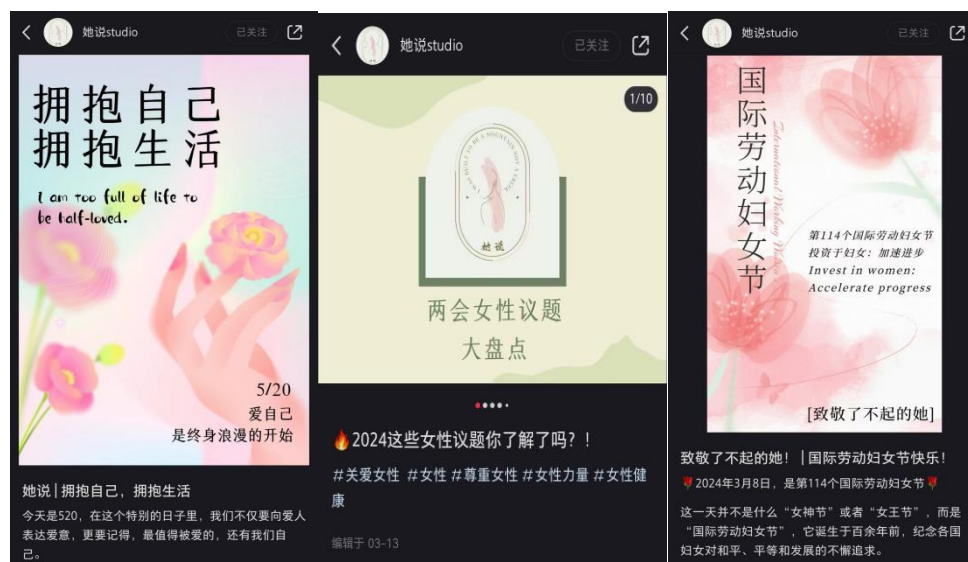 她说studio
已关注
拥抱自己
拥抱生活
I am too full of life to
be half-loved.
5/20
爱自己
是终身浪漫的开始
她说|拥抱自己，拥抱生活
今天是520，在这个特别的日子里，我们不仅要向爱人
表达爱意，更要记得，最值得被爱的，还有我们自
己。
她说studio
已关注
1/10
I WAS BUILT TO BE A MOUNTAIN NOT A
她说
两会女性议题
大盘点
🔥2024这些女性议题你了解了吗？！
#关爱女性 #女性 #尊重女性 #女性力量 #女性健
康
编辑于 03-13
她说studio
已关注
国际劳动妇女节
International Working Women
第114个国际劳动妇女节
投资于妇女：加速进步
Invest in women:
Accelerate progress
[致敬了不起的她]
致敬了不起的她！|国际劳动妇女节快乐！
🌹2024年3月8日，是第114个国际劳动妇女节🌹
这一天并不是什么“女神节”或者“女王节”，而是
“国际劳动妇女节”，它诞生于百余年前，纪念各国
妇女对和平、平等和发展的不懈追求。